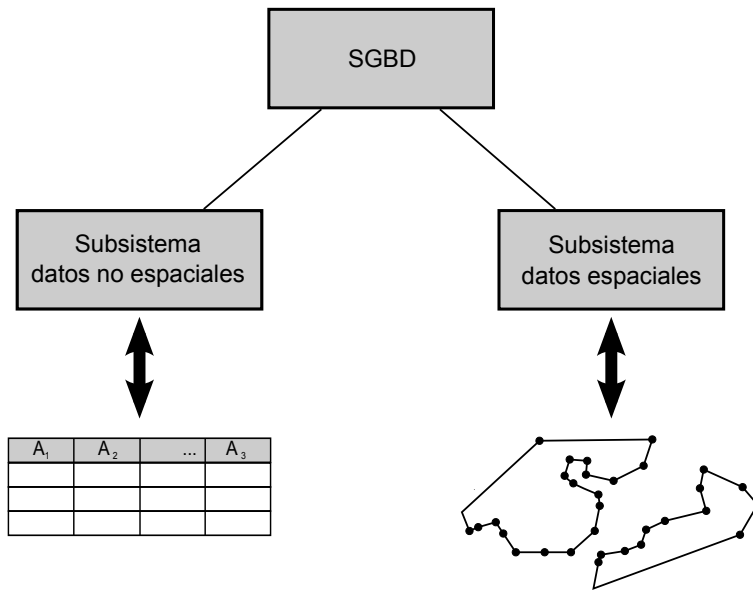 SGBD
Subsistema
datos no espaciales
Subsistema
datos espaciales
A₁ A₂ ... A₃